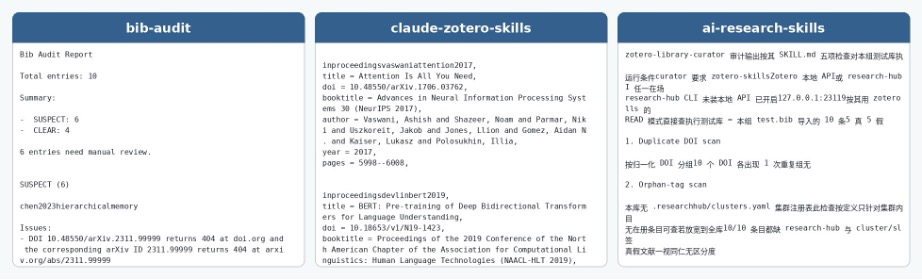 bib-audit
Bib Audit Report
Total entries: 10
Summary:
- SUSPECT: 6
- CLEAR: 4
6 entries need manual review.
SUSPECT (6)
chen2023hierarchicalmemory
Issues:
- DOI 10.48550/arXiv.2311.99999 returns 404 at doi.org and
the corresponding arXiv ID 2311.99999 returns 404 at arxi
v.org/abs/2311.99999
claude-zotero-skills
inproceedingsvaswaniattention2017,
title = Attention Is All You Need,
doi = 10.48550/arXiv.1706.03762,
booktitle = Advances in Neural Information Processing Syst
ems 30 (NeurIPS 2017),
author = Vaswani, Ashish and Shazeer, Noam and Parmar, Nik
i and Uszkoreit, Jakob and Jones, Llion and Gomez, Aidan N
. and Kaiser, Lukasz and Polosukhin, Illia,
year = 2017,
pages = 5998--6008,
inproceedingsdevlinbert2019,
title = BERT: Pre-training of Deep Bidirectional Transform
ers for Language Understanding,
doi = 10.18653/v1/N19-1423,
booktitle = Proceedings of the 2019 Conference of the Nort
h American Chapter of the Association for Computational Li
nguistics: Human Language Technologies (NAACL-HLT 2019),
ai-research-skills
zotero-library-curator 审计输出按其 SKILL.md 五项检查对本组测试库执
运行条件curator 要求 zotero-skillsZotero 本地 API或 research-hub
I 任一在场
research-hub CLI 未装本地 API 已开启127.0.0.1:23119按其用 zotero
lls 的
READ 模式直接查执行测试库 = 本组 test.bib 导入的 10 条5 真 5 假
1. Duplicate DOI scan
按归一化 DOI 分组10 个 DOI 各出现 1 次重复组无
2. Orphan-tag scan
本库无 .researchhub/clusters.yaml 集群注册表此检查按定义只针对集群内
目
无在册条目可查若放宽到全库10/10 条目都缺 research-hub 与 cluster/sl
签
真假文献一视同仁无区分度